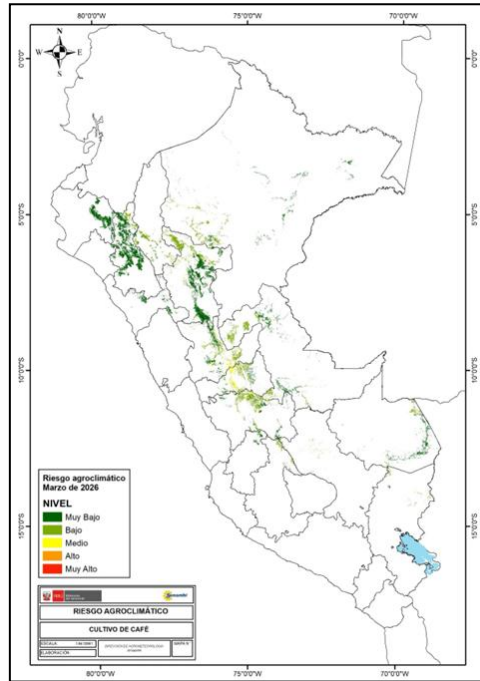 80°0'0"W
75°0'0"W
70°0'0"W
N
W
E
S
0°0'0"
0°0'0"
5°0'0"S
5°0'0"S
10°0'0"S
10°0'0"S
15°0'0"S
15°0'0"S
Riesgo agroclimático
Marzo de 2026
NIVEL
Muy Bajo
Bajo
Medio
Alto
Muy Alto
PERÚ
RIESGO AGROCLIMÁTICO
CULTIVO DE CAFÉ
ESCALA:
ELABORACIÓN:
80°0'0"W
75°0'0"W
70°0'0"W